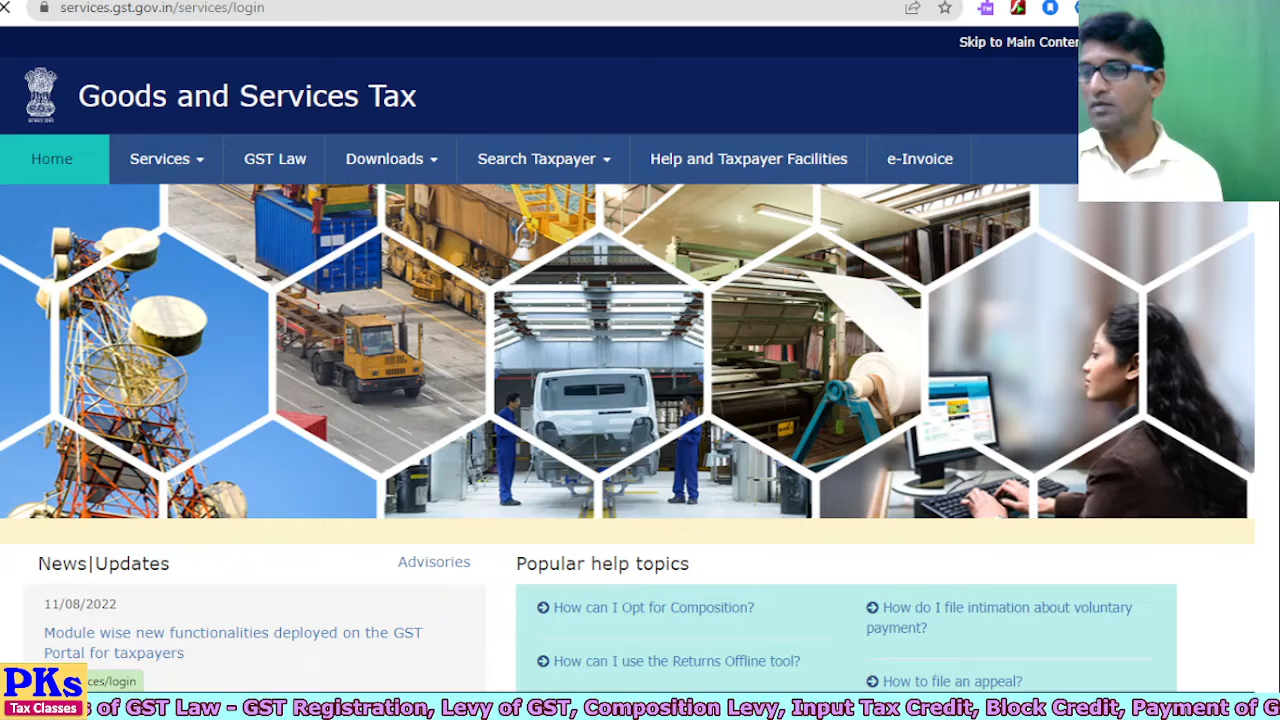 services.gst.gov.in/services/login
Skip to Main Conten
Goods and Services Tax
Home
Services
GST Law
Downloads
Search Taxpayer
Help and Taxpayer Facilities
e-Invoice
News|Updates
Advisories
11/08/2022
Module wise new functionalities deployed on the GST
Portal for taxpayers
Popular help topics
How can I Opt for Composition?
How can I use the Returns Offline tool?
How do I file intimation about voluntary
payment?
How to file an appeal?
ces/login
PKs
Tax Classes
s of GST Law - GST Registration, Levy of GST, Composition Levy, Input Tax Credit, Block Credit, Payment of G